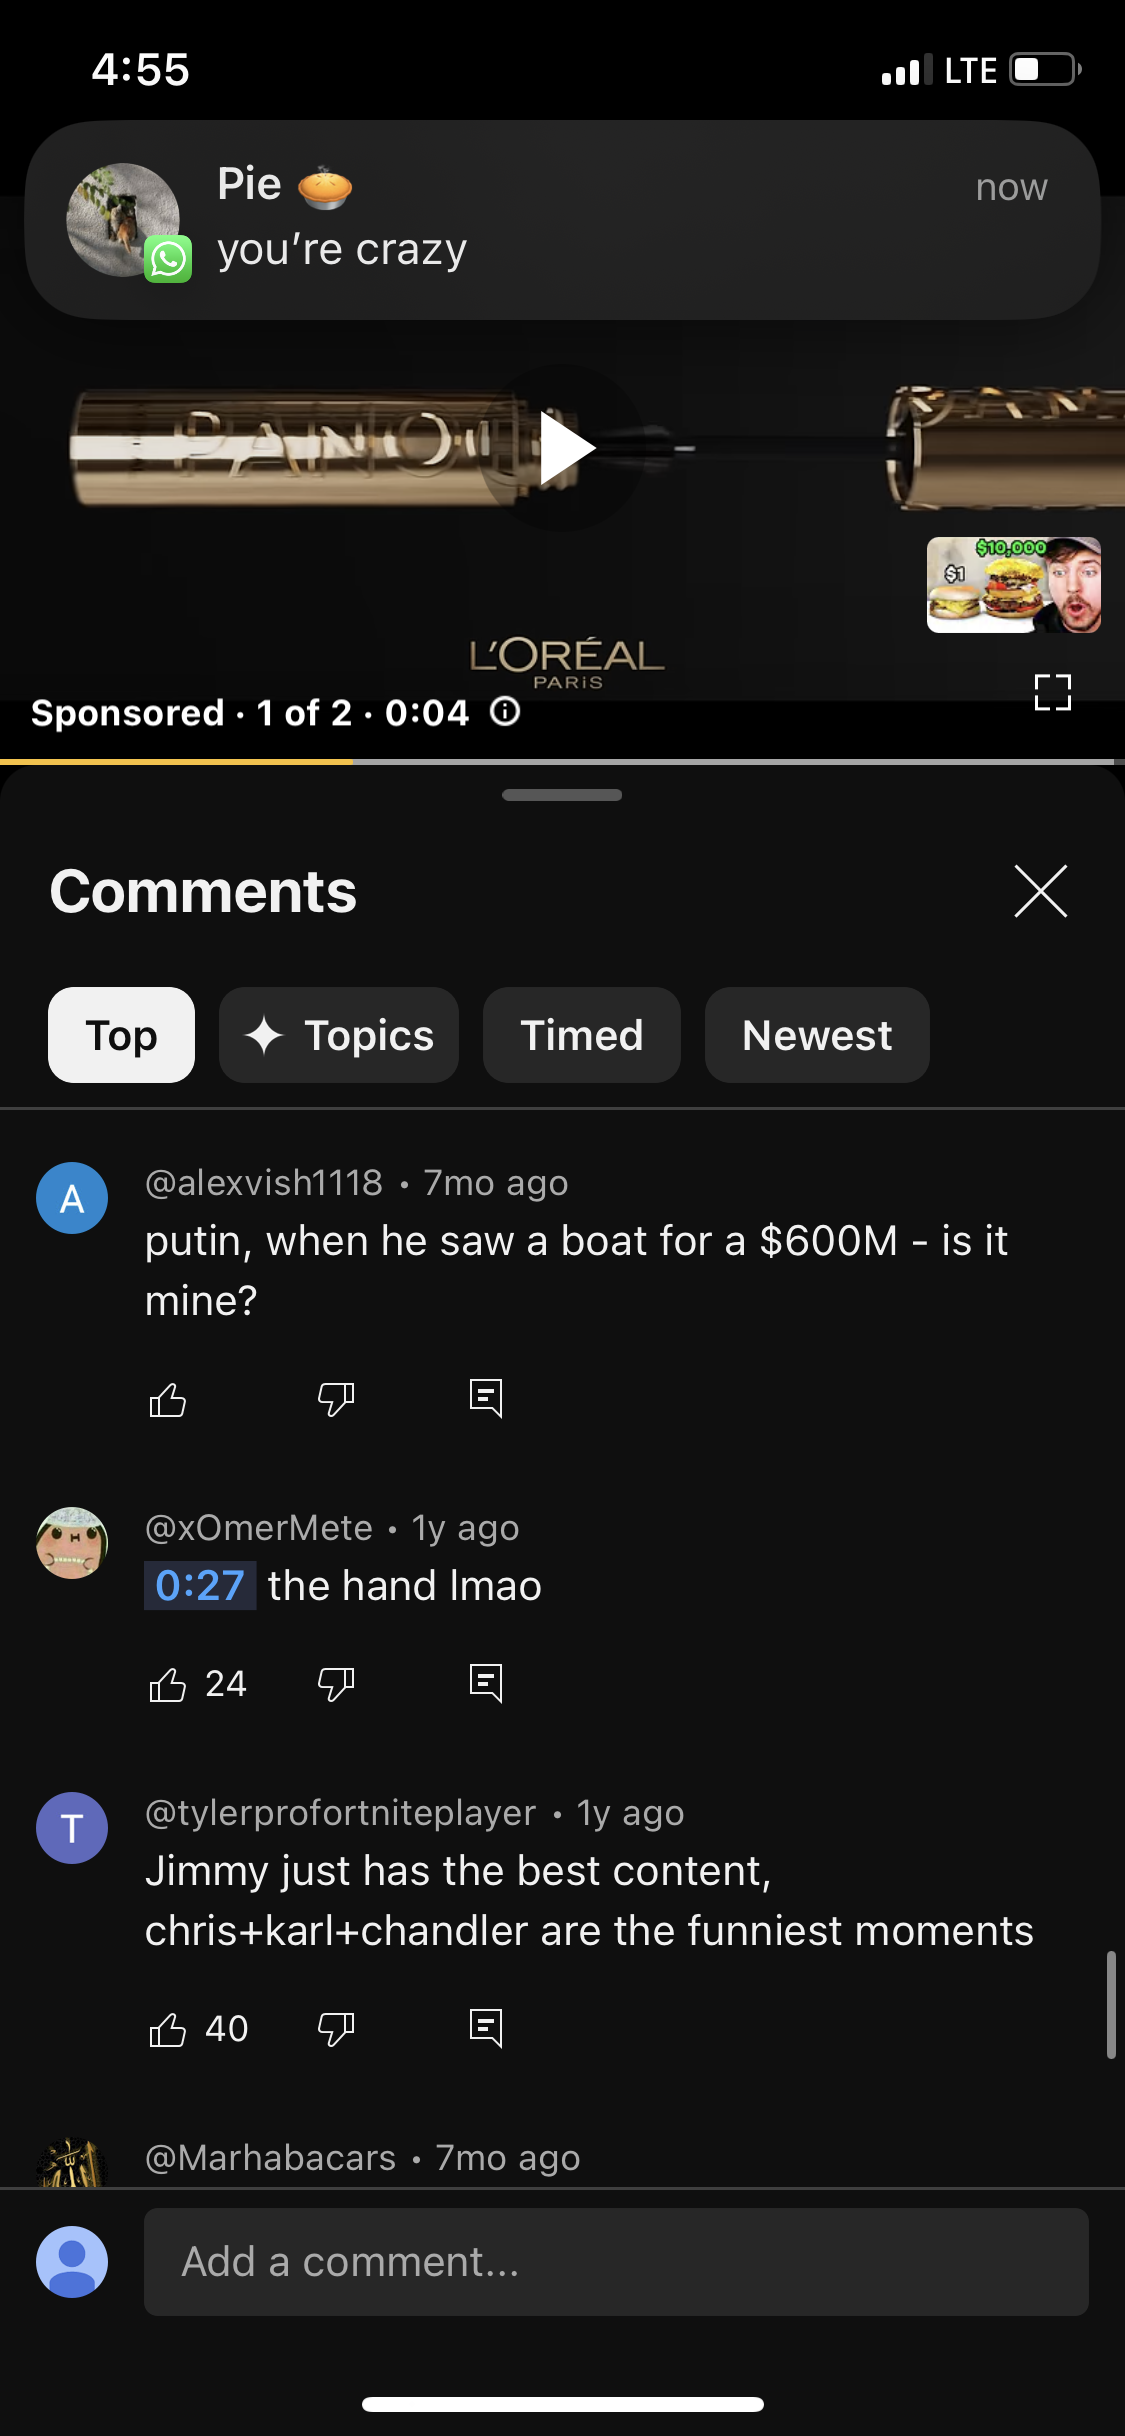 4:55
LTE
Pie 🥧
now
you’re crazy
PANO
PAN
$10,000
$1
L'ORÉAL
PARIS
Sponsored · 1 of 2 · 0:04
Comments
Top
Topics
Timed
Newest
A
@alexvish1118 · 7mo ago
putin, when he saw a boat for a $600M - is it
mine?
@xOmerMete · 1y ago
0:27 the hand lmao
24
T
@tylerprofortniteplayer · 1y ago
Jimmy just has the best content,
chris+karl+chandler are the funniest moments
40
@Marhabacars · 7mo ago
Add a comment...